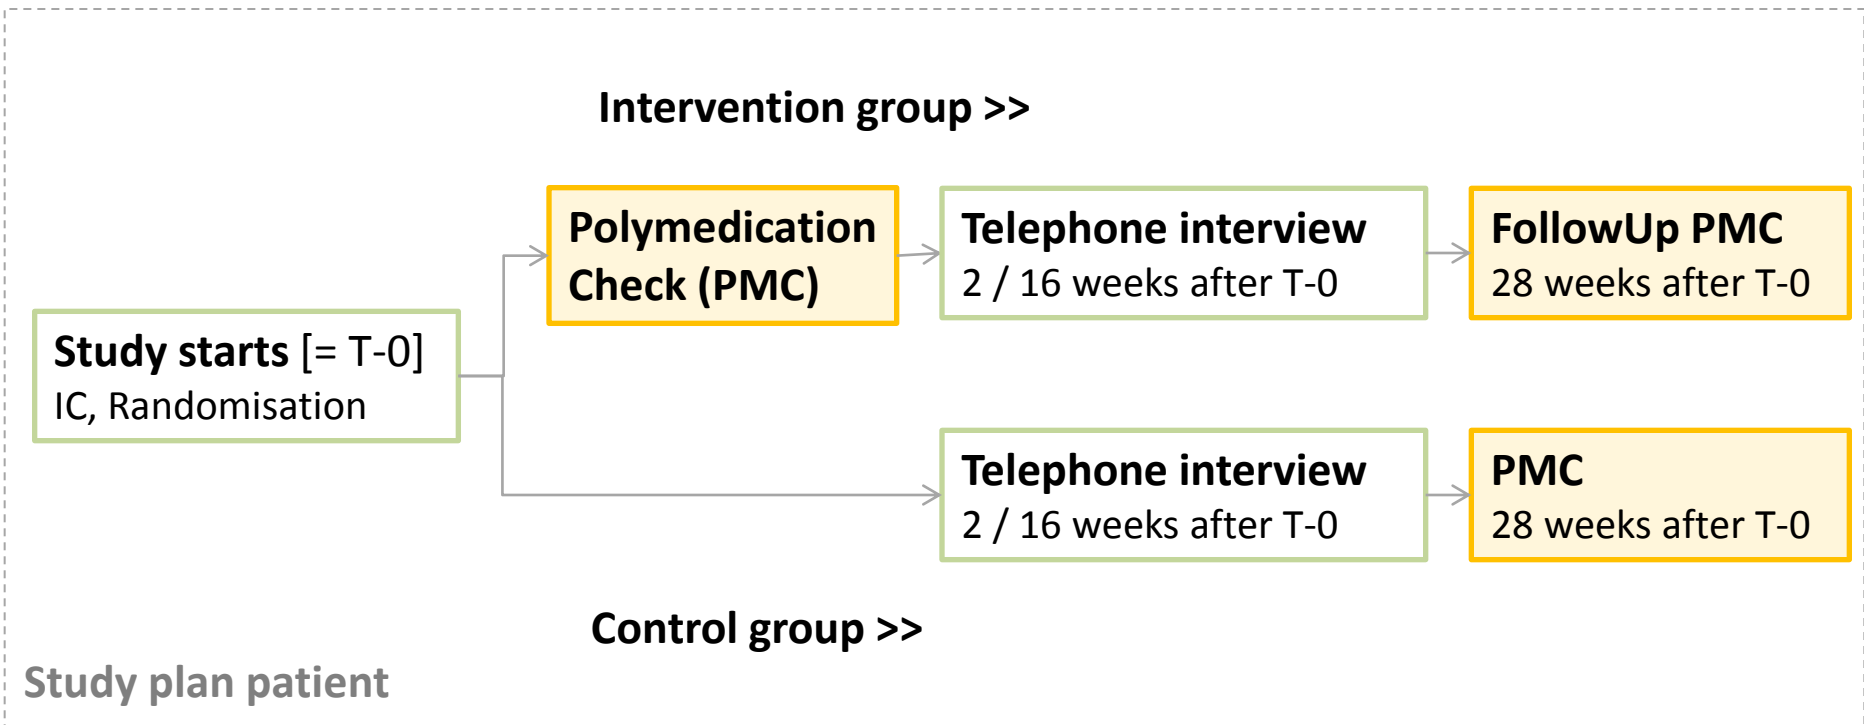 Intervention group >>
Polymedication
Check (PMC)
Telephone interview
2 / 16 weeks after T-0
FollowUp PMC
28 weeks after T-0
Study starts [= T-0]
IC, Randomisation
Telephone interview
2 / 16 weeks after T-0
PMC
28 weeks after T-0
Control group >>
Study plan patient